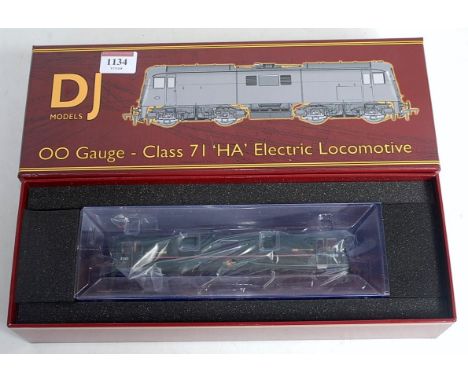 1134
DJ
MODELS
OO Gauge - Class 71 'HA' Electric Locomotive